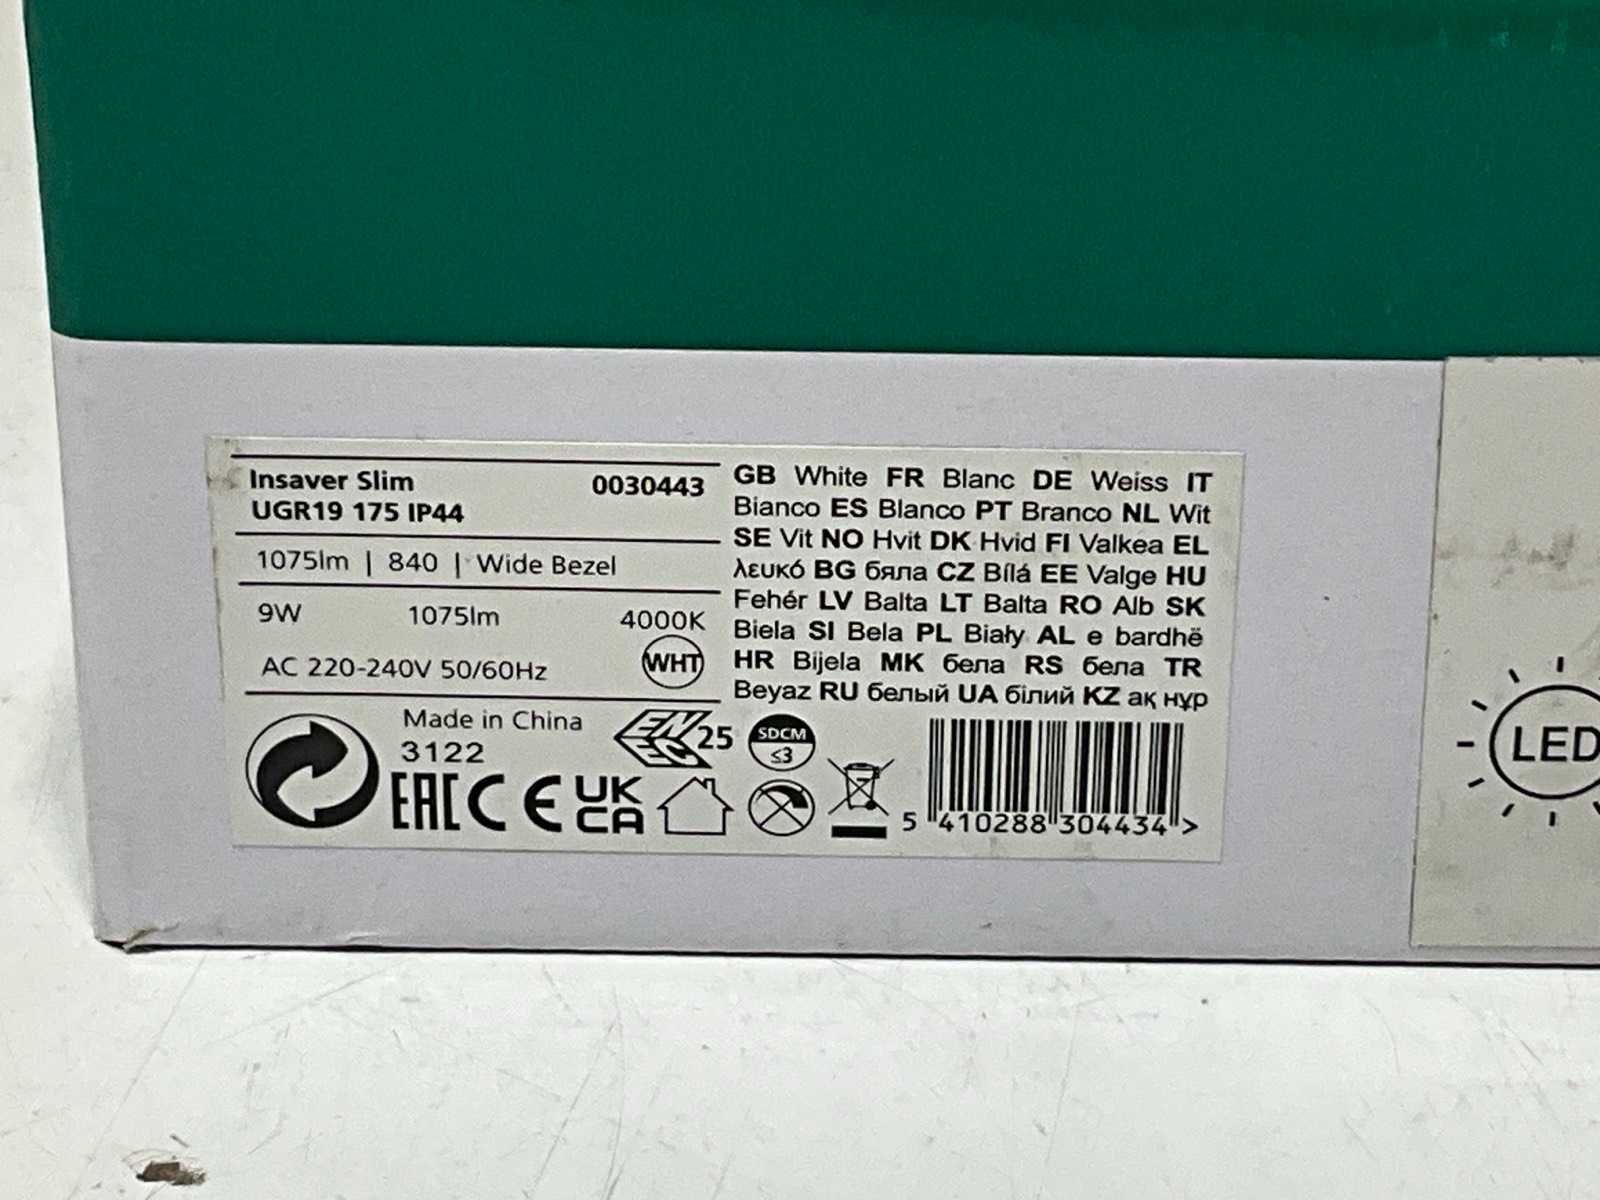 Insaver Slim 0030443
UGR19 175 IP44
1075lm | 840 | Wide Bezel
9W 1075lm 4000K
AC 220-240V 50/60Hz WHT
Made in China
3122
ENEC 25
SDCM
≤3
EAC CE UK
CA
GB White FR Blanc DE Weiss IT
Bianco ES Blanco PT Branco NL Wit
SE Vit NO Hvit DK Hvid FI Valkea EL
λευκό BG бяла CZ Bílá EE Valge HU
Fehér LV Balta LT Balta RO Alb SK
Biela SI Bela PL Biały AL e bardhë
HR Bijela MK бела RS бела TR
Beyaz RU белый UA білий KZ ақ нұр
5 410288 304434 >
LED